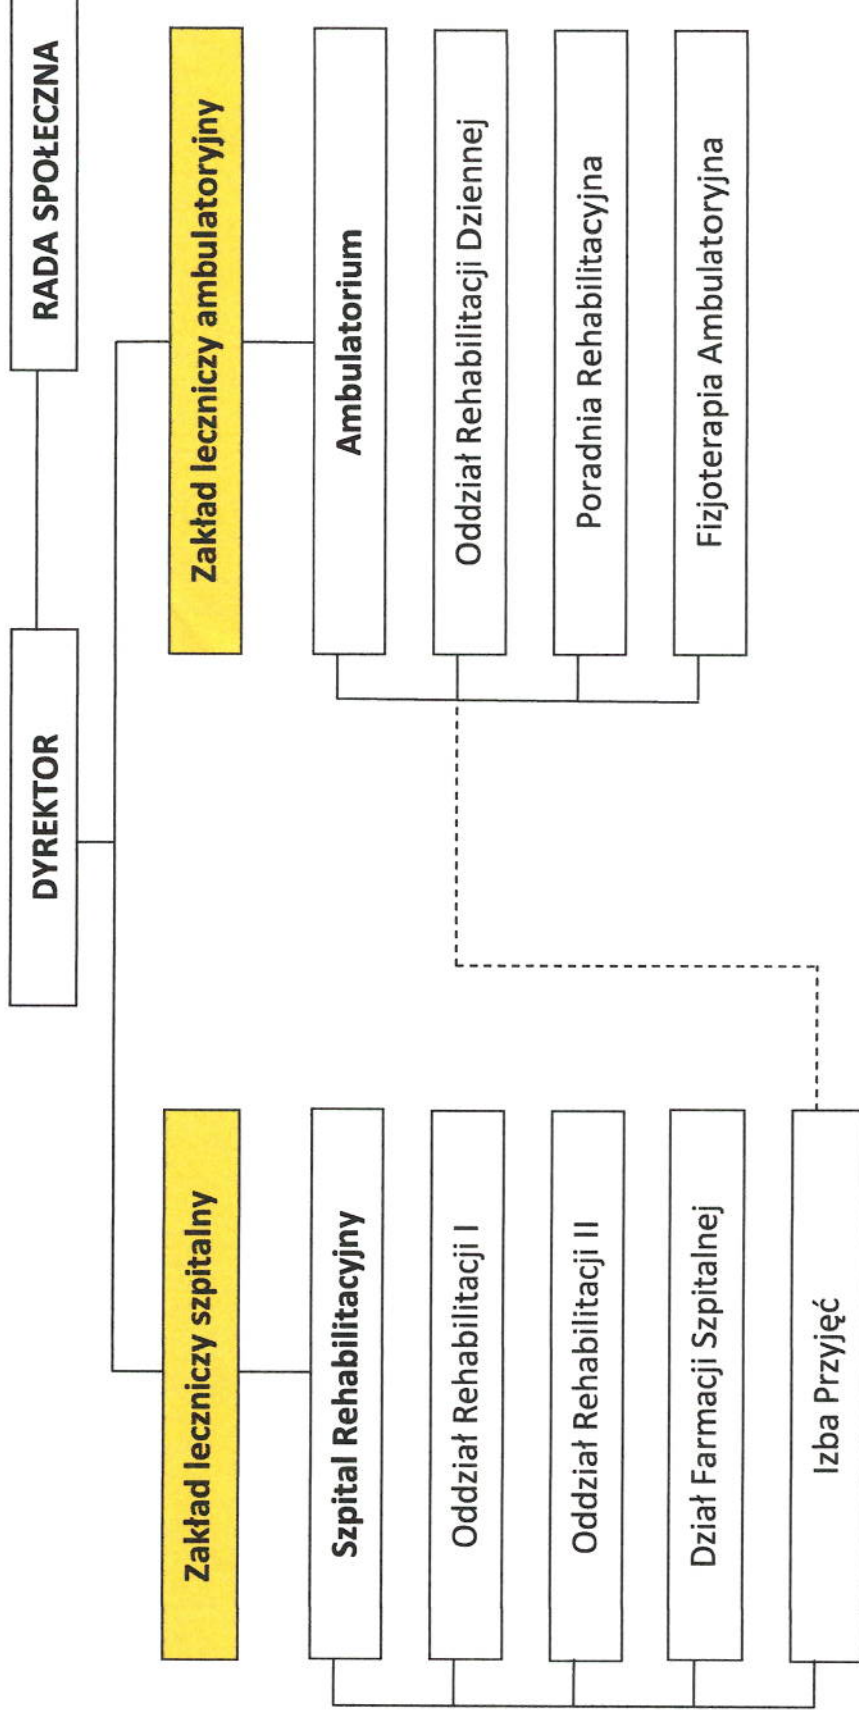 DYREKTOR
RADA SPOŁECZNA
Zakład leczniczy szpitalny
Szpital Rehabilitacyjny
Oddział Rehabilitacji I
Oddział Rehabilitacji II
Dział Farmacji Szpitalnej
Izba Przyjęć
Zakład leczniczy ambulatoryjny
Ambulatorium
Oddział Rehabilitacji Dziennej
Poradnia Rehabilitacyjna
Fizjoterapia Ambulatoryjna